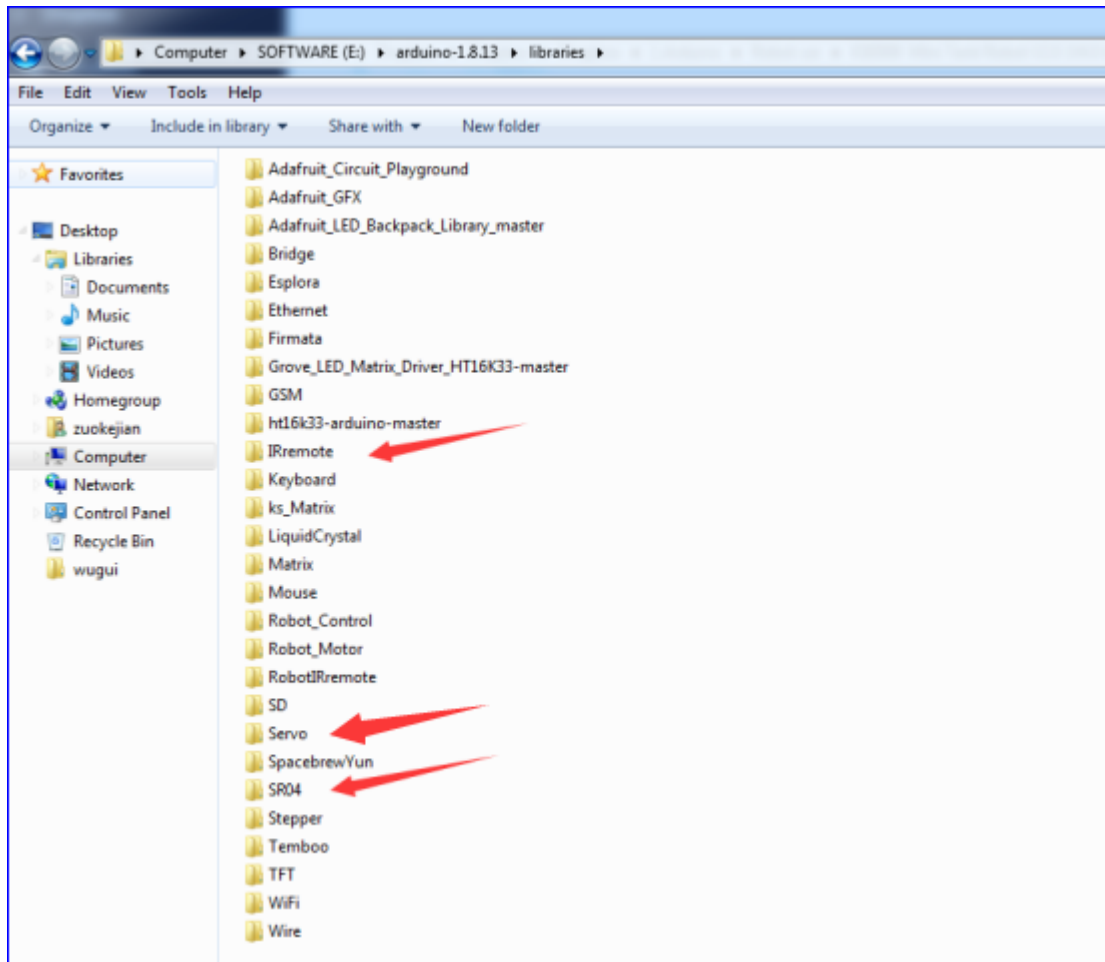 Computer ▸ SOFTWARE (E:) ▸ arduino-1.8.13 ▸ libraries ▸
File Edit View Tools Help
Organize Include in library Share with New folder
Favorites
Desktop
Libraries
Documents
Music
Pictures
Videos
Homegroup
zuokejian
Computer
Network
Control Panel
Recycle Bin
wugui
Adafruit_Circuit_Playground
Adafruit_GFX
Adafruit_LED_Backpack_Library_master
Bridge
Esplora
Ethernet
Firmata
Grove_LED_Matrix_Driver_HT16K33-master
GSM
ht16k33-arduino-master
IRremote
Keyboard
ks_Matrix
LiquidCrystal
Matrix
Mouse
Robot_Control
Robot_Motor
RobotIRremote
SD
Servo
SpacebrewYun
SR04
Stepper
Temboo
TFT
WiFi
Wire